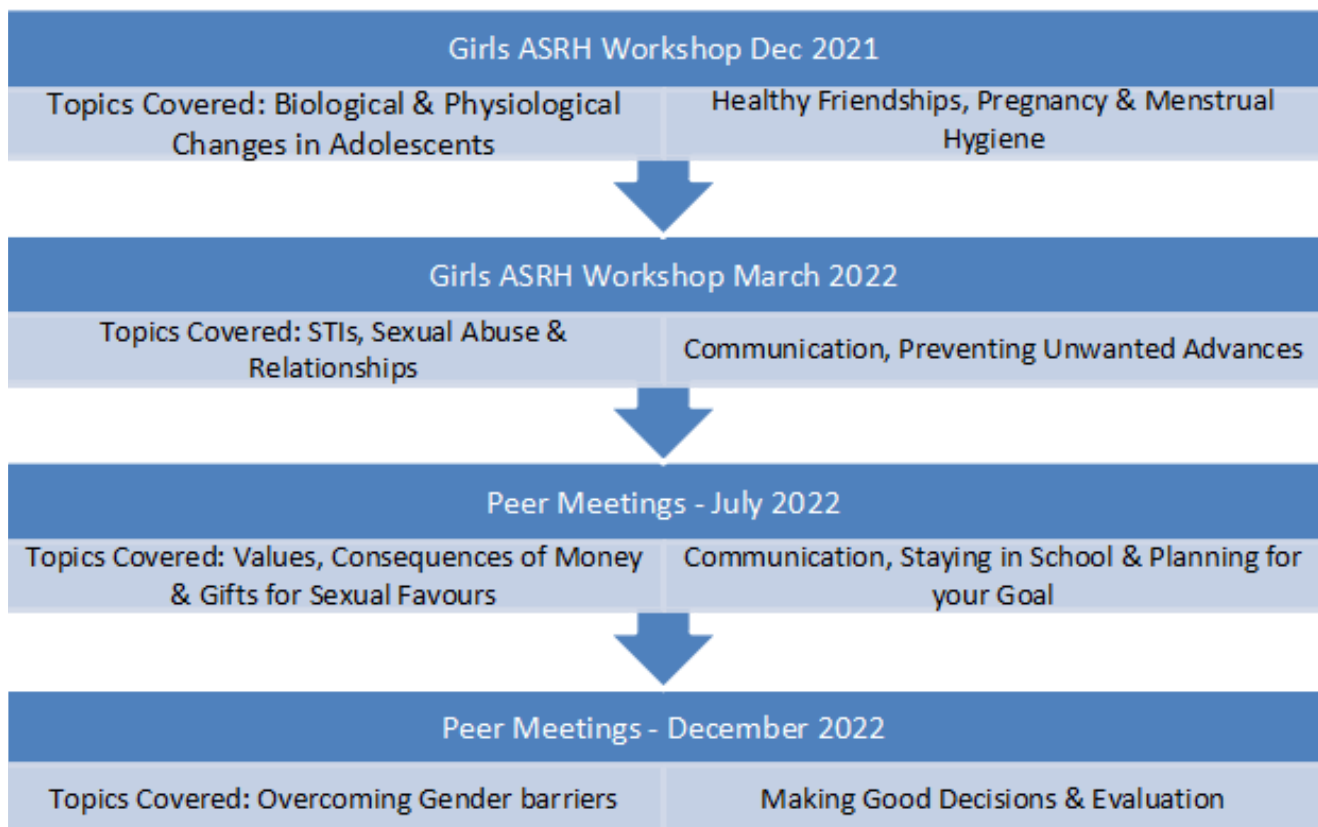 Girls ASRH Workshop Dec 2021
Topics Covered: Biological & Physiological
Changes in Adolescents
Healthy Friendships, Pregnancy & Menstrual
Hygiene
Girls ASRH Workshop March 2022
Topics Covered: STIs, Sexual Abuse &
Relationships
Communication, Preventing Unwanted Advances
Peer Meetings - July 2022
Topics Covered: Values, Consequences of Money
& Gifts for Sexual Favours
Communication, Staying in School & Planning for
your Goal
Peer Meetings - December 2022
Topics Covered: Overcoming Gender barriers
Making Good Decisions & Evaluation